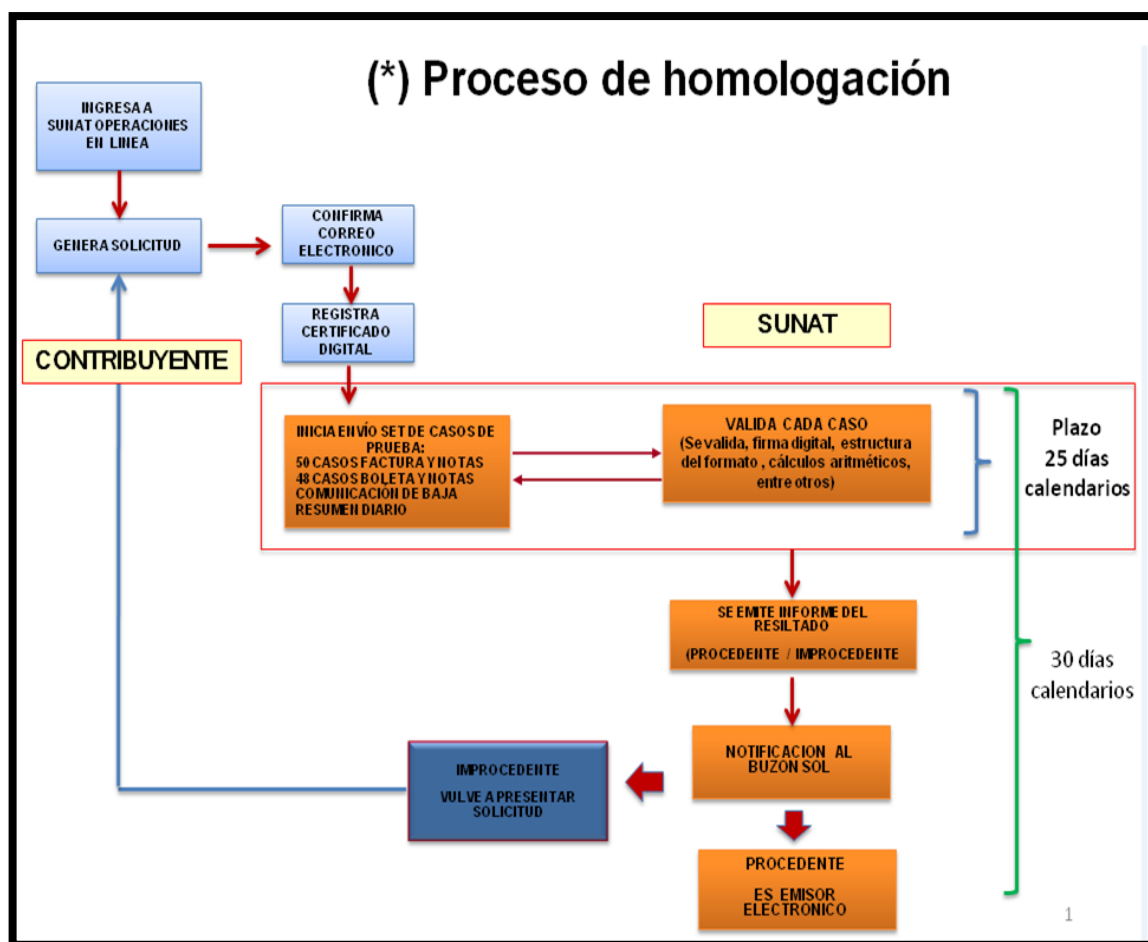 (*) Proceso de homologación
INGRESA A
SUNAT OPERACIONES
EN LINEA
GENERA SOLICITUD
CONFIRMA
CORREO
ELECTRONICO
REGISTRA
CERTIFICADO
DIGITAL
CONTRIBUYENTE
SUNAT
INICIA ENVÍO SET DE CASOS DE
PRUEBA:
50 CASOS FACTURA Y NOTAS
48 CASOS BOLETA Y NOTAS
COMUNICACIÓN DE BAJA
RESUMEN DIARIO
VALIDA CADA CASO
(Se valida, firma digital, estructura
del formato , cálculos aritméticos,
entre otros)
Plazo
25 días
calendarios
SE EMITE INFORME DEL
RESILTADO
(PROCEDENTE / IMPROCEDENTE
30 días
calendarios
NOTIFICACION AL
BUZON SOL
IMPROCEDENTE
VULVE A PRESENTAR
SOLICITUD
PROCEDENTE
ES EMISOR
ELECTRONICO
1